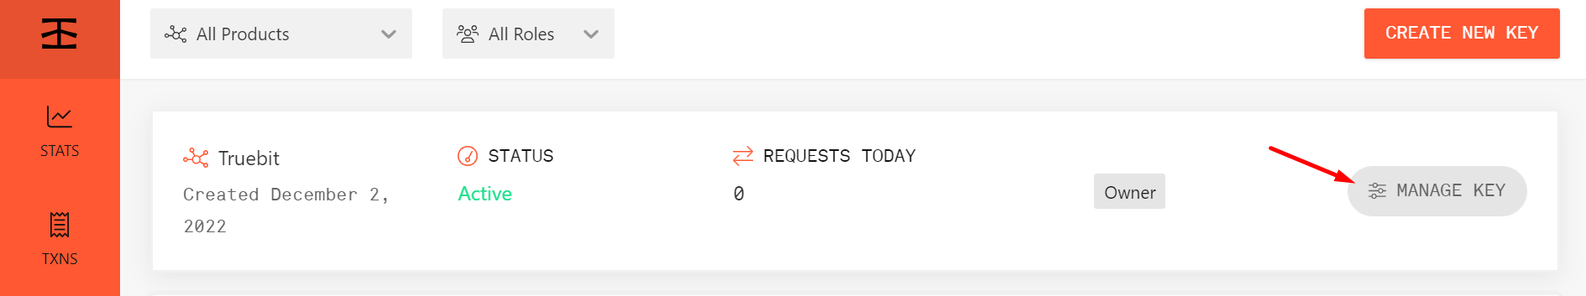 All Products
All Roles
CREATE NEW KEY
STATS
TXNS
Truebit
Created December 2,
2022
STATUS
Active
REQUESTS TODAY
0
Owner
MANAGE KEY